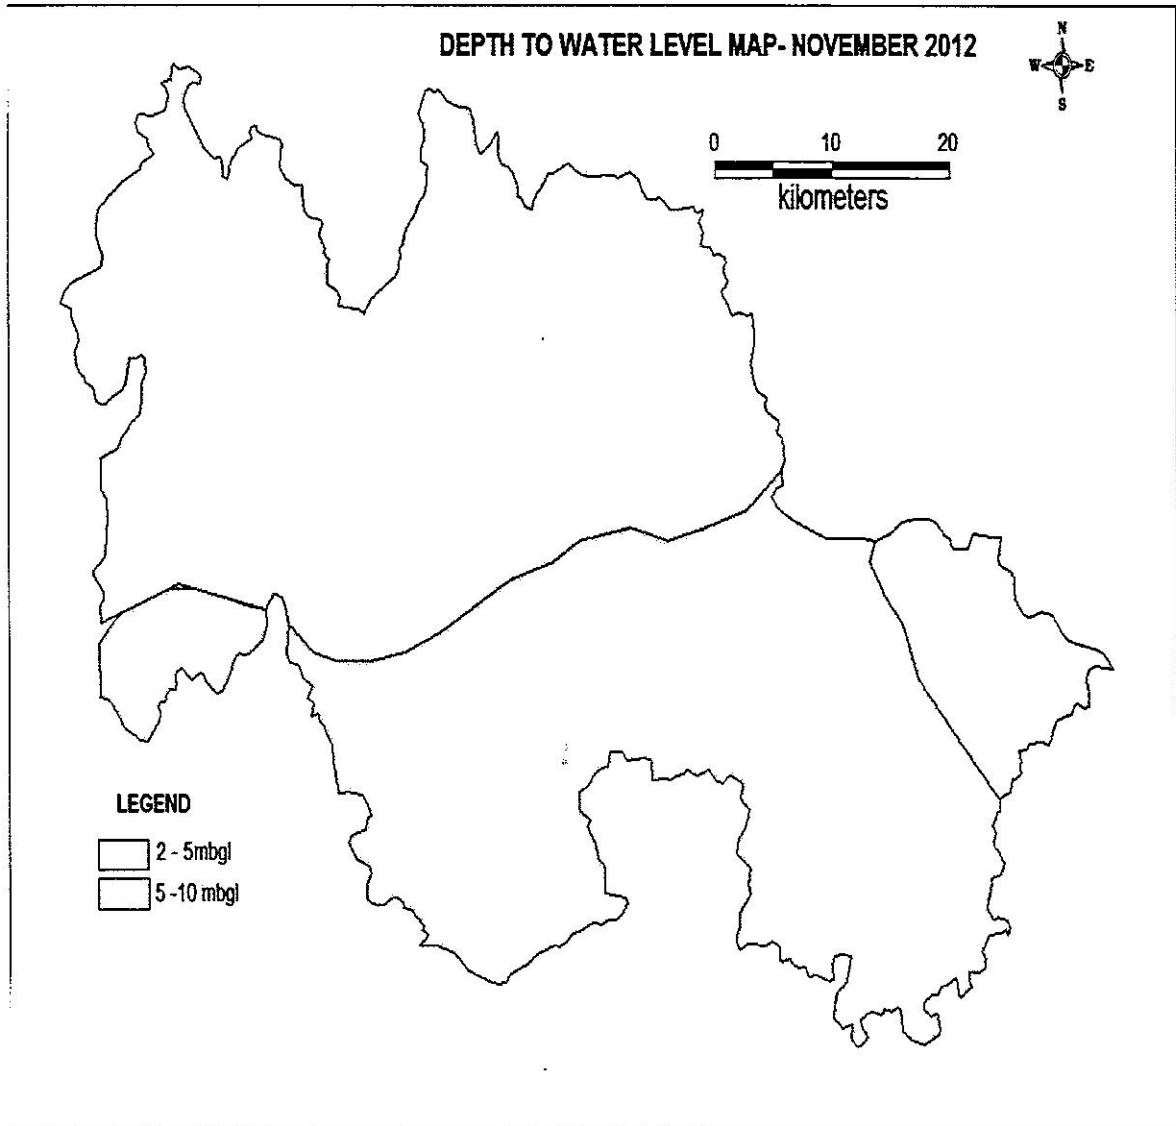 DEPTH TO WATER LEVEL MAP- NOVEMBER 2012
N
W E
S
0 10 20
kilometers
LEGEND
2 - 5mbgl
5 -10 mbgl